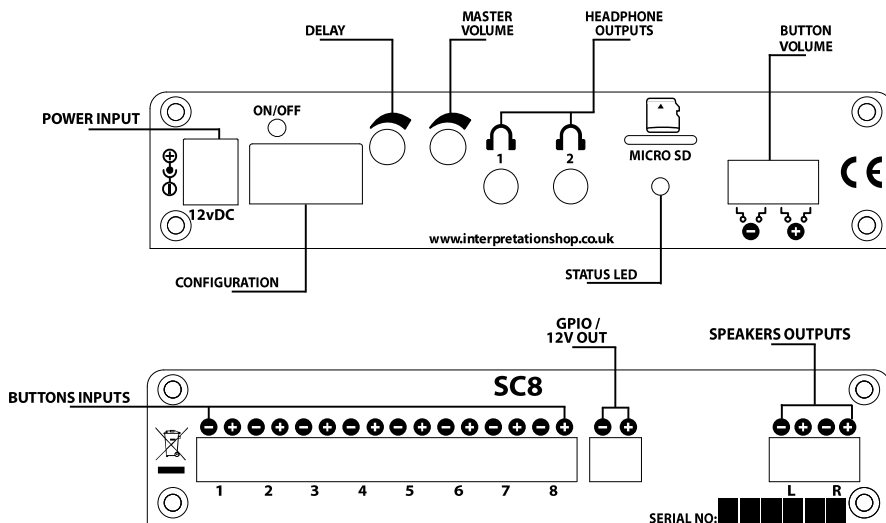 DELAY
MASTER
VOLUME
HEADPHONE
OUTPUTS
BUTTON
VOLUME
POWER INPUT
ON/OFF
1
2
MICRO SD
12vDC
CE
www.interpretationshop.co.uk
CONFIGURATION
STATUS LED
GPIO /
12V OUT
SPEAKERS OUTPUTS
SC8
BUTTONS INPUTS
1 2 3 4 5 6 7 8
L R
SERIAL NO: